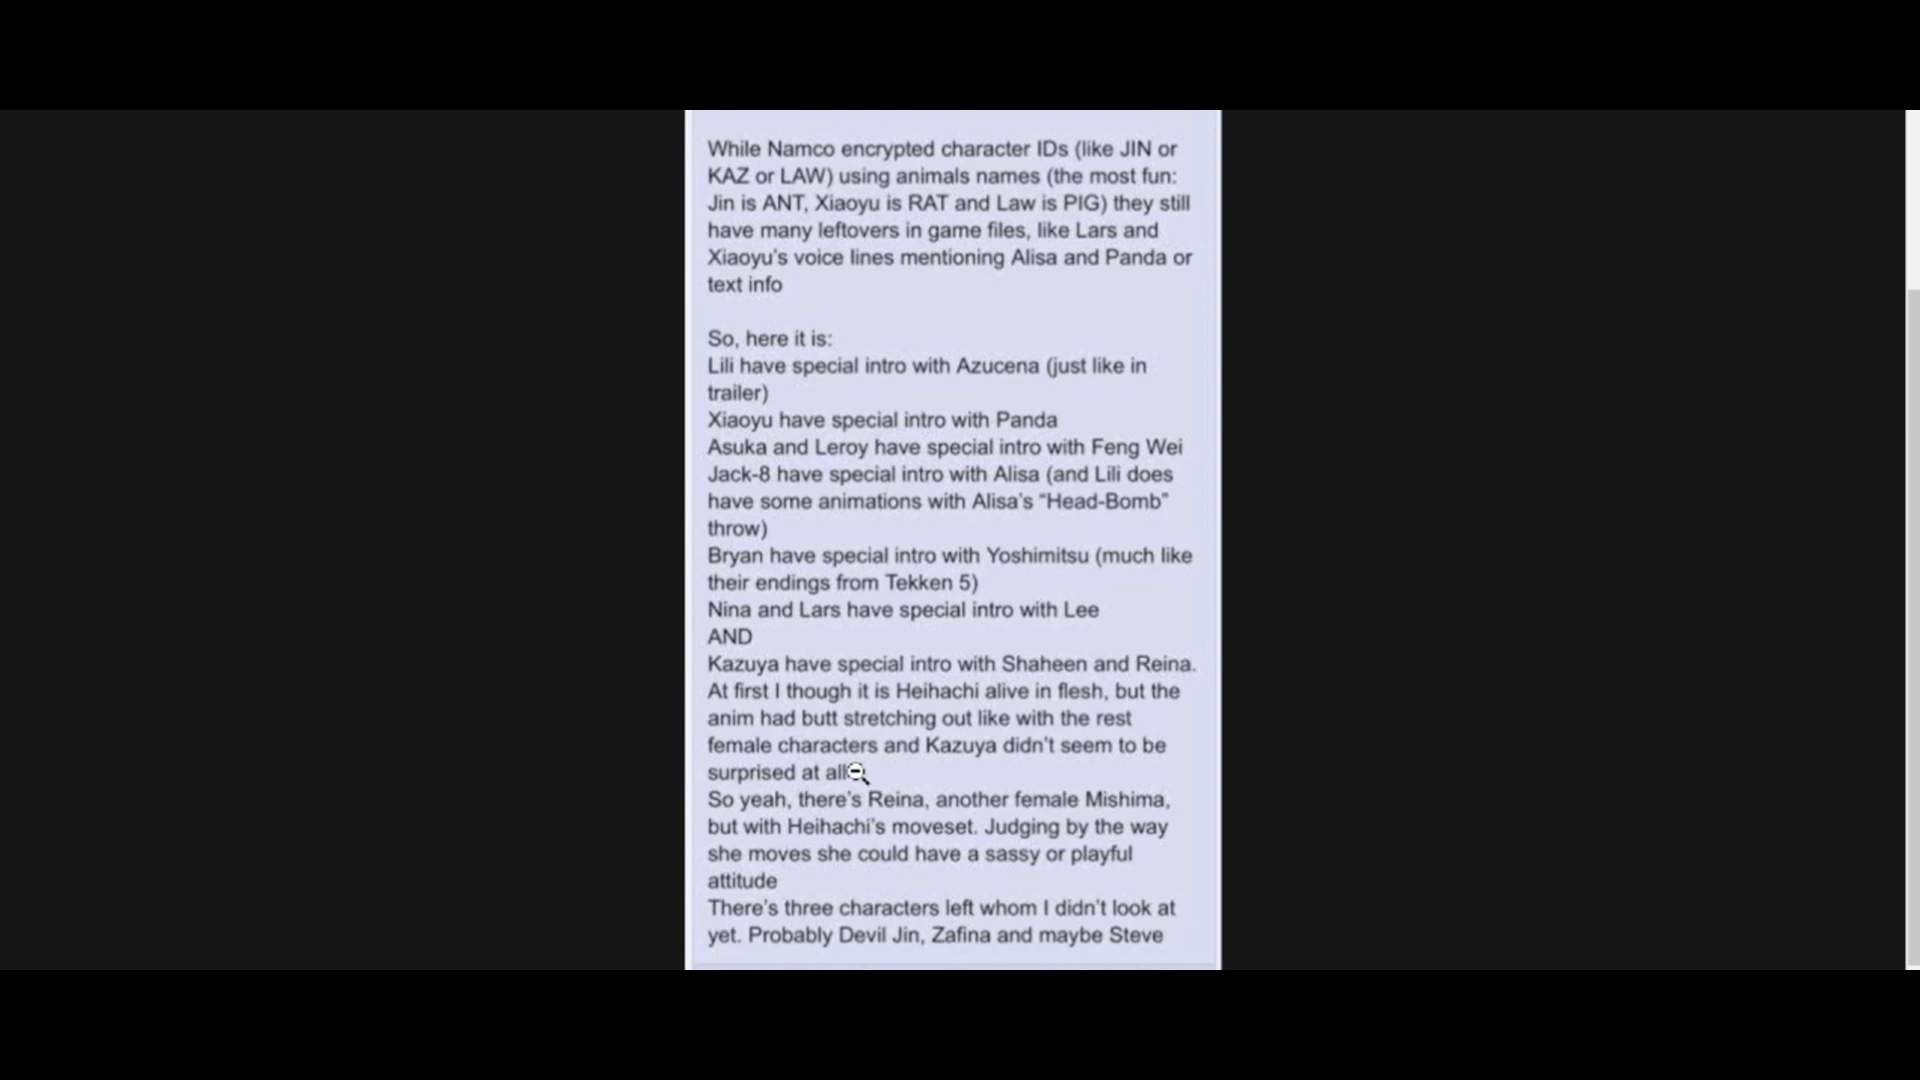 While Namco encrypted character IDs (like JIN or
KAZ or LAW) using animals names (the most fun:
Jin is ANT, Xiaoyu is RAT and Law is PIG) they still
have many leftovers in game files, like Lars and
Xiaoyu's voice lines mentioning Alisa and Panda or
text info
So, here it is:
Lili have special intro with Azucena (just like in
trailer)
Xiaoyu have special intro with Panda
Asuka and Leroy have special intro with Feng Wei
Jack-8 have special intro with Alisa (and Lili does
have some animations with Alisa's “Head-Bomb”
throw)
Bryan have special intro with Yoshimitsu (much like
their endings from Tekken 5)
Nina and Lars have special intro with Lee
AND
Kazuya have special intro with Shaheen and Reina.
At first I though it is Heihachi alive in flesh, but the
anim had butt stretching out like with the rest
female characters and Kazuya didn't seem to be
surprised at all
So yeah, there's Reina, another female Mishima,
but with Heihachi's moveset. Judging by the way
she moves she could have a sassy or playful
attitude
There's three characters left whom I didn't look at
yet. Probably Devil Jin, Zafina and maybe Steve